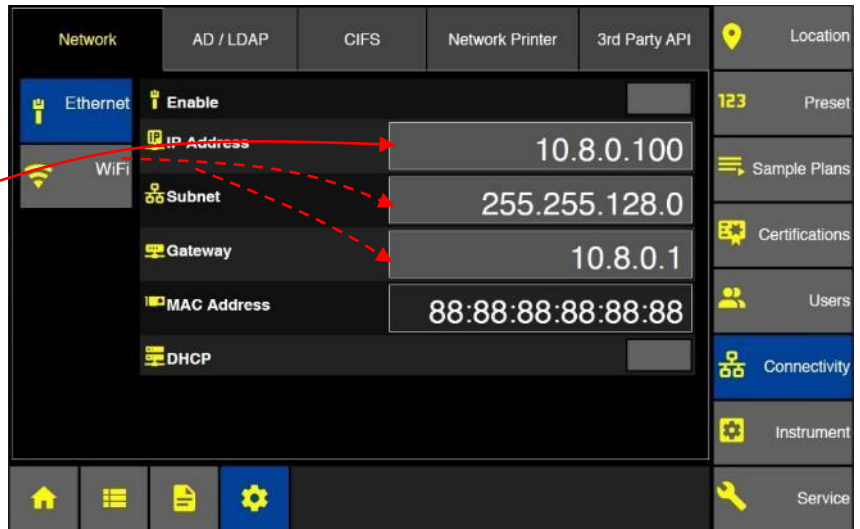 Network
AD / LDAP
CIFS
Network Printer
3rd Party API
Ethernet
WiFi
Enable
IP Address
10.8.0.100
Subnet
255.255.128.0
Gateway
10.8.0.1
MAC Address
88:88:88:88:88:88
DHCP
Location
123 Preset
Sample Plans
Certifications
Users
Connectivity
Instrument
Service